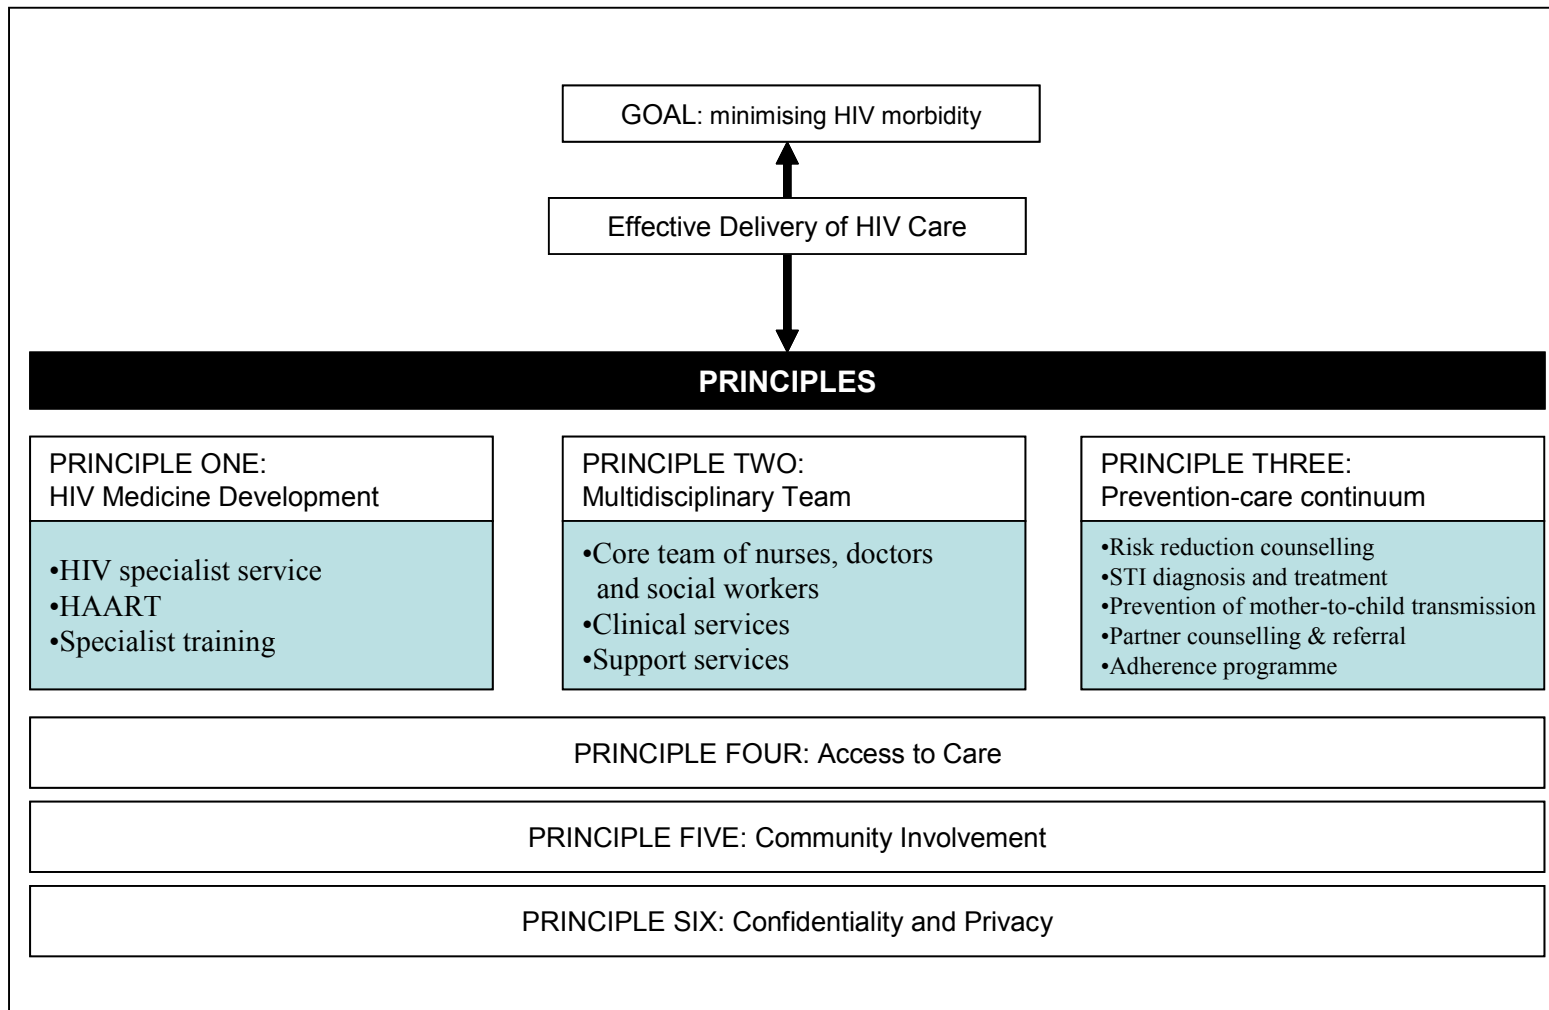 GOAL: minimising HIV morbidity
Effective Delivery of HIV Care
PRINCIPLES
PRINCIPLE ONE:
HIV Medicine Development
•HIV specialist service
•HAART
•Specialist training
PRINCIPLE TWO:
Multidisciplinary Team
•Core team of nurses, doctors
and social workers
•Clinical services
•Support services
PRINCIPLE THREE:
Prevention-care continuum
•Risk reduction counselling
•STI diagnosis and treatment
•Prevention of mother-to-child transmission
•Partner counselling & referral
•Adherence programme
PRINCIPLE FOUR: Access to Care
PRINCIPLE FIVE: Community Involvement
PRINCIPLE SIX: Confidentiality and Privacy